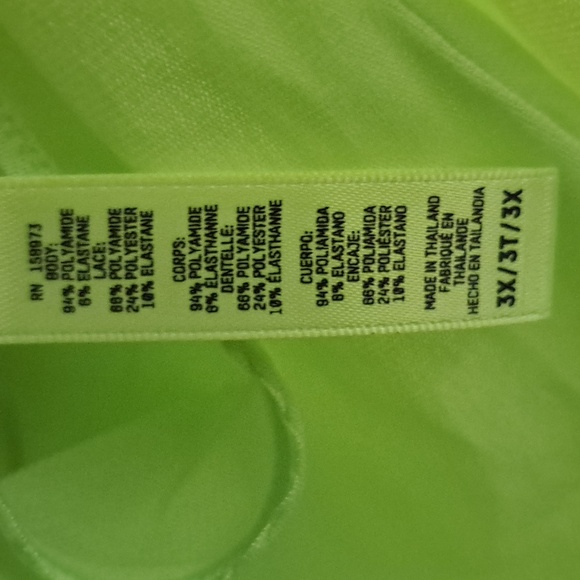 RN 158973
BODY:
94% POLYAMIDE
6% ELASTANE
LACE:
66% POLYAMIDE
24% POLYESTER
10% ELASTANE
CORPS:
94% POLYAMIDE
6% ELASTHANNE
DENTELLE:
66% POLYAMIDE
24% POLYESTER
10% ÉLASTHANNE
CUERPO:
94% POLIAMIDA
6% ELASTANO
ENCAJE:
66% POLIAMIDA
24% POLIÉSTER
10% ELASTANO
MADE IN THAILAND
FABRIQUÉ EN
THAÏLANDE
HECHO EN TAILANDIA
3X/3T/3X